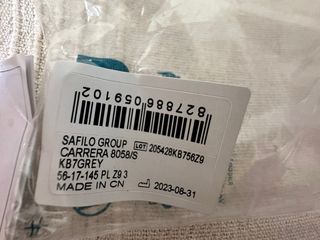 827886059102
SAFILO GROUP LOT 205428KB756Z9
CARRERA 8058/S
KB7GREY
56-17-145 PL Z9 3
MADE IN CN 2023-08-31